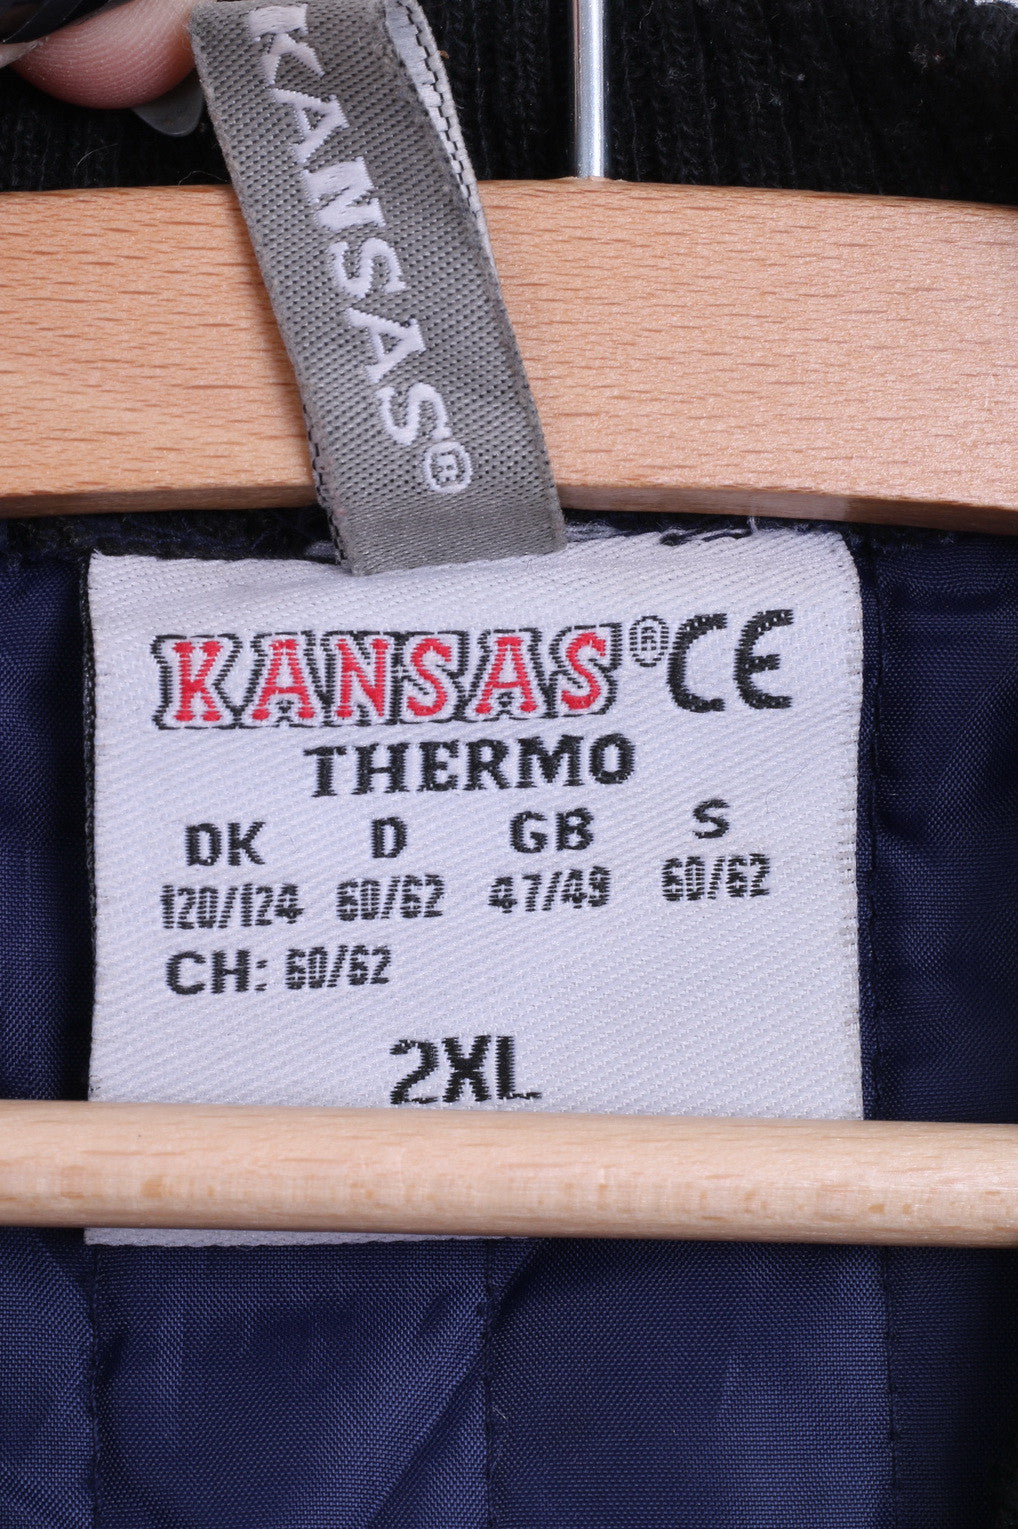 KANSAS®
KANSAS® CE
THERMO
DK D GB S
120/124 60/62 47/49 60/62
CH: 60/62
2XL